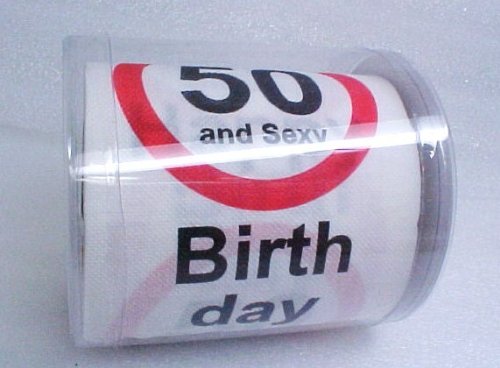 50
and Sexy
Birth
day